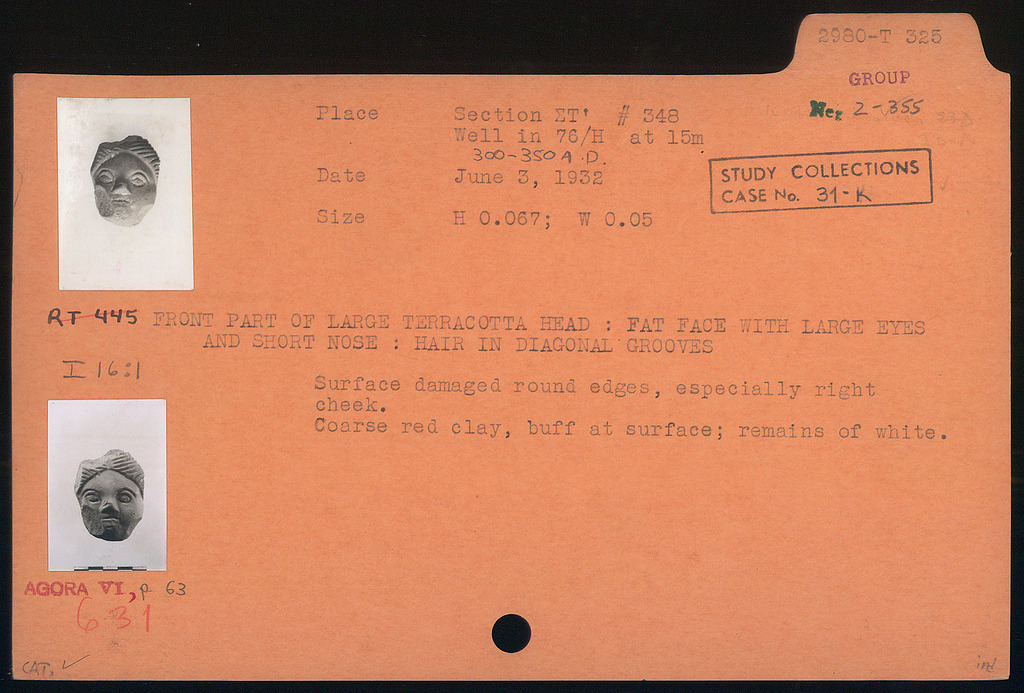 2980-T 325
GROUP
Neg 2-355
Place Section ΣΤ' # 348
Well in 76/H at 15m
300-350 A.D.
Date June 3, 1932
STUDY COLLECTIONS
CASE No. 31-K
Size H 0.067; W 0.05
RT 445 FRONT PART OF LARGE TERRACOTTA HEAD : FAT FACE WITH LARGE EYES
AND SHORT NOSE : HAIR IN DIAGONAL GROOVES
I 16:1
Surface damaged round edges, especially right
cheek.
Coarse red clay, buff at surface; remains of white.
AGORA VI, p 63
631
CAT. ✓